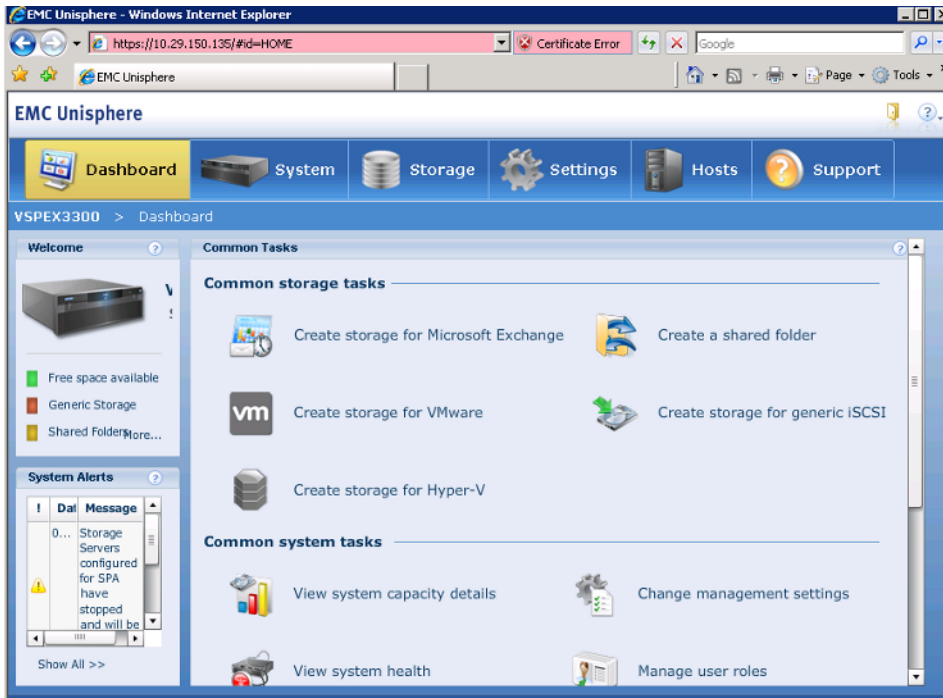 EMC Unisphere - Windows Internet Explorer
https://10.29.150.135/#id=HOME
Certificate Error
Google
EMC Unisphere
Page
Tools
EMC Unisphere
Dashboard
System
Storage
Settings
Hosts
Support
VSPEX3300 > Dashboard
Welcome
Free space available
Generic Storage
Shared Folders
More...
System Alerts
! Dat Message
0... Storage
Servers
configured
for SPA
have
stopped
and will be
Show All >>
Common Tasks
Common storage tasks
Create storage for Microsoft Exchange
Create a shared folder
vm
Create storage for VMware
Create storage for generic iSCSI
Create storage for Hyper-V
Common system tasks
View system capacity details
Change management settings
View system health
Manage user roles